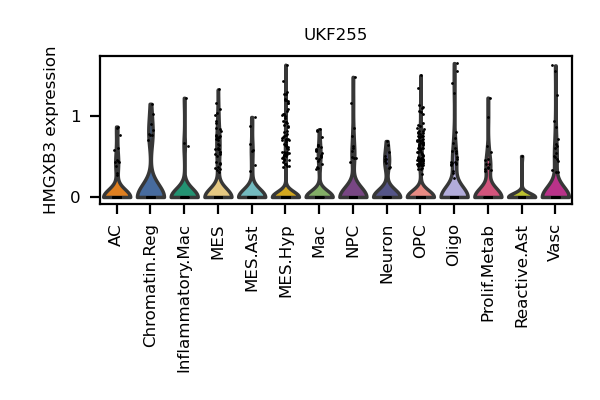 UKF255
HMGXB3 expression
1
0
AC
Chromatin.Reg
Inflammatory.Mac
MES
MES.Ast
MES.Hyp
Mac
NPC
Neuron
OPC
Oligo
Prolif.Metab
Reactive.Ast
Vasc